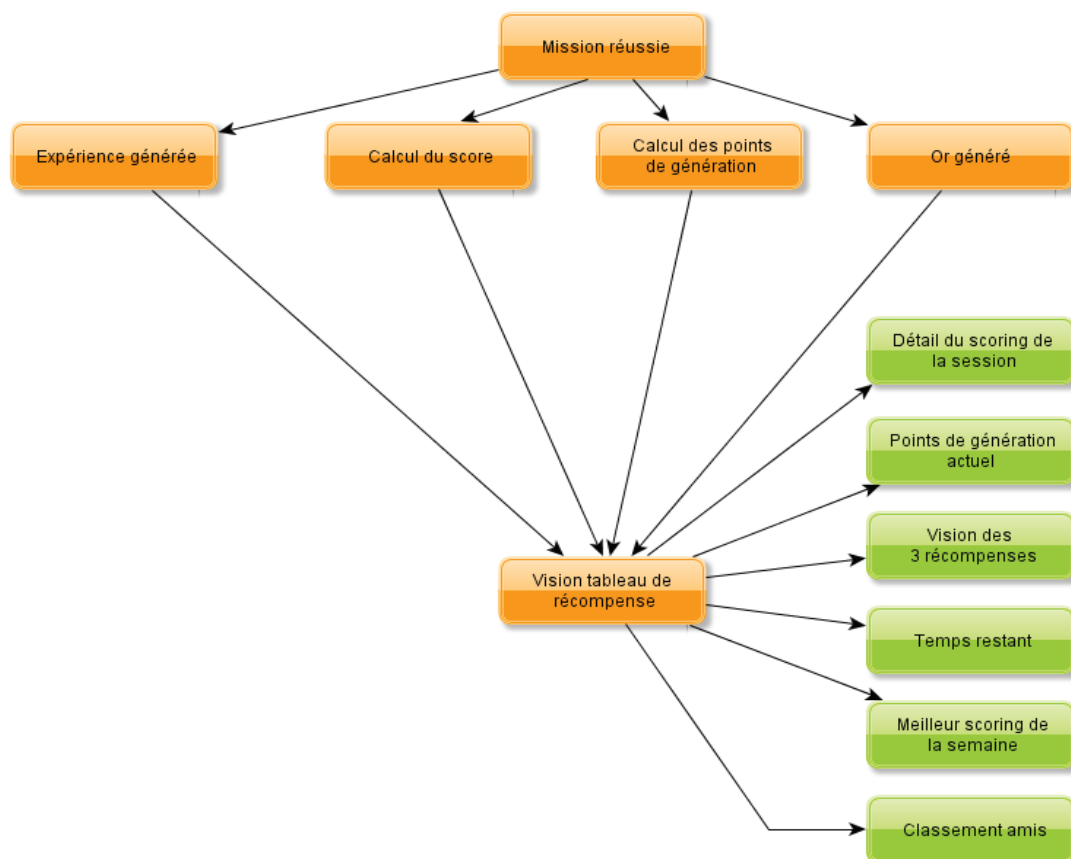 Mission réussie
Expérience générée
Calcul du score
Calcul des points
de génération
Or généré
Détail du scoring de
la session
Points de génération
actuel
Vision des
3 récompenses
Vision tableau de
récompense
Temps restant
Meilleur scoring de
la semaine
Classement amis